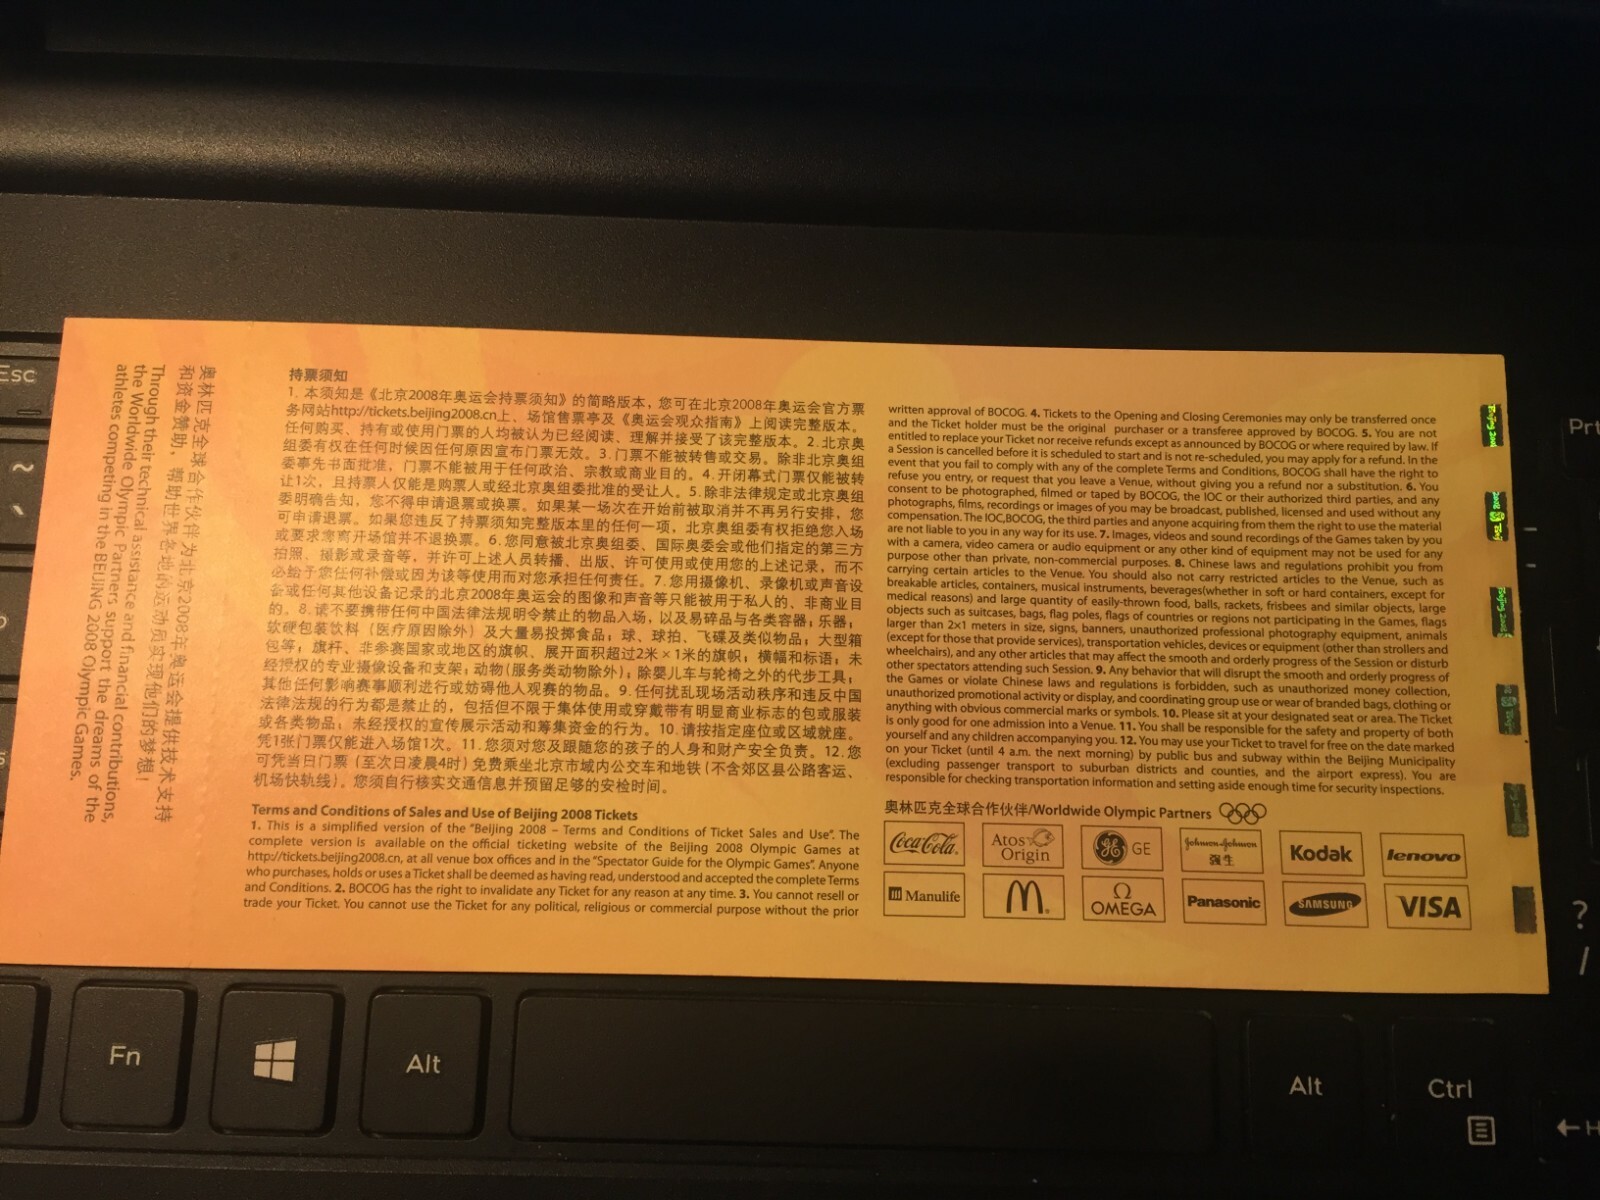 奥林匹克全球合作伙伴为北京2008年奥运会提供技术支持
和资金赞助，帮助世界各地的运动员实现他们的梦想！
Through their technical assistance and financial contributions,
the Worldwide Olympic Partners support the dreams of the
athletes competing in the BEIJING 2008 Olympic Games.
持票须知
1. 本须知是《北京2008年奥运会持票须知》的简略版本，您可在北京2008年奥运会官方票
务网站http://tickets.beijing2008.cn上、场馆售票亭及《奥运会观众指南》上阅读完整版本。
任何购买、持有或使用门票的人均被认为已经阅读、理解并接受了该完整版本。2. 北京奥
组委有权在任何时候因任何原因宣布门票无效。3. 门票不能被转售或交易。除非北京奥组
委事先书面批准，门票不能被用于任何政治、宗教或商业目的。4. 开闭幕式门票仅能被转
让1次，且持票人仅能是购票人或经北京奥组委批准的受让人。5. 除非法律规定或北京奥组
委明确告知，您不得申请退票或换票。如果某一场次在开始前被取消并不再另行安排，您
可申请退票。如果您违反了持票须知完整版本里的任何一项，北京奥组委有权拒绝您入场
或要求您离开场馆并不退换票。6. 您同意被北京奥组委、国际奥委会或他们指定的第三方
拍照、摄影或录音等，并许可上述人员转播、出版、许可使用或使用您的上述记录，而不
必给予您任何补偿或因为该等使用而对您承担任何责任。7. 您用摄像机、录像机或声音设
备或任何其他设备记录的北京2008年奥运会的图像和声音等只能被用于私人的、非商业目
的。8. 请不要携带任何中国法律法规明令禁止的物品入场，以及易碎品与各类容器；乐器；
软硬包装饮料（医疗原因除外）及大量易投掷食品；球、球拍、飞碟及类似物品；大型箱
包等；旗杆、非参赛国家或地区的旗帜、展开面积超过2米×1米的旗帜；横幅和标语；未
经授权的专业摄像设备和支架；动物（服务类动物除外）；除婴儿车与轮椅之外的代步工具；
其他任何影响赛事顺利进行或妨碍他人观赛的物品。9. 任何扰乱现场活动秩序和违反中国
法律法规的行为都是禁止的，包括但不限于集体使用或穿戴带有明显商业标志的包或服装
或各类物品；未经授权的宣传展示活动和筹集资金的行为。10. 请按指定座位或区域就座。
凭1张门票仅能进入场馆1次。11. 您须对您及跟随您的孩子的人身和财产安全负责。12. 您
可凭当日门票（至次日凌晨4时）免费乘坐北京市域内公交车和地铁（不含郊区县公路客运、
机场快轨线）。您须自行核实交通信息并预留足够的安检时间。
Terms and Conditions of Sales and Use of Beijing 2008 Tickets
1. This is a simplified version of the "Beijing 2008 – Terms and Conditions of Ticket Sales and Use". The
complete version is available on the official ticketing website of the Beijing 2008 Olympic Games at
http://tickets.beijing2008.cn, at all venue box offices and in the "Spectator Guide for the Olympic Games". Anyone
who purchases, holds or uses a Ticket shall be deemed as having read, understood and accepted the complete Terms
and Conditions. 2. BOCOG has the right to invalidate any Ticket for any reason at any time. 3. You cannot resell or
trade your Ticket. You cannot use the Ticket for any political, religious or commercial purpose without the prior
written approval of BOCOG. 4. Tickets to the Opening and Closing Ceremonies may only be transferred once
and the Ticket holder must be the original purchaser or a transferee approved by BOCOG. 5. You are not
entitled to replace your Ticket nor receive refunds except as announced by BOCOG or where required by law. If
a Session is cancelled before it is scheduled to start and is not re-scheduled, you may apply for a refund. In the
event that you fail to comply with any of the complete Terms and Conditions, BOCOG shall have the right to
refuse you entry, or request that you leave a Venue, without giving you a refund nor a substitution. 6. You
consent to be photographed, filmed or taped by BOCOG, the IOC or their authorized third parties, and any
photographs, films, recordings or images of you may be broadcast, published, licensed and used without any
compensation. The IOC,BOCOG, the third parties and anyone acquiring from them the right to use the material
are not liable to you in any way for its use. 7. Images, videos and sound recordings of the Games taken by you
with a camera, video camera or audio equipment or any other kind of equipment may not be used for any
purpose other than private, non-commercial purposes. 8. Chinese laws and regulations prohibit you from
carrying certain articles to the Venue. You should also not carry restricted articles to the Venue, such as
breakable articles, containers, musical instruments, beverages(whether in soft or hard containers, except for
medical reasons) and large quantity of easily-thrown food, balls, rackets, frisbees and similar objects, large
objects such as suitcases, bags, flag poles, flags of countries or regions not participating in the Games, flags
larger than 2×1 meters in size, signs, banners, unauthorized professional photography equipment, animals
(except for those that provide services), transportation vehicles, devices or equipment (other than strollers and
wheelchairs), and any other articles that may affect the smooth and orderly progress of the Session or disturb
other spectators attending such Session. 9. Any behavior that will disrupt the smooth and orderly progress of
the Games or violate Chinese laws and regulations is forbidden, such as unauthorized money collection,
unauthorized promotional activity or display, and coordinating group use or wear of branded bags, clothing or
anything with obvious commercial marks or symbols. 10. Please sit at your designated seat or area. The Ticket
is only good for one admission into a Venue. 11. You shall be responsible for the safety and property of both
yourself and any children accompanying you. 12. You may use your Ticket to travel for free on the date marked
on your Ticket (until 4 a.m. the next morning) by public bus and subway within the Beijing Municipality
(excluding passenger transport to suburban districts and counties, and the airport express). You are
responsible for checking transportation information and setting aside enough time for security inspections.
奥林匹克全球合作伙伴/Worldwide Olympic Partners
Coca-Cola Atos Origin GE Johnson & Johnson 强生 Kodak lenovo
Manulife M OMEGA Panasonic SAMSUNG VISA
Esc
~
Fn
Alt
Alt
Ctrl
Prt
?
/